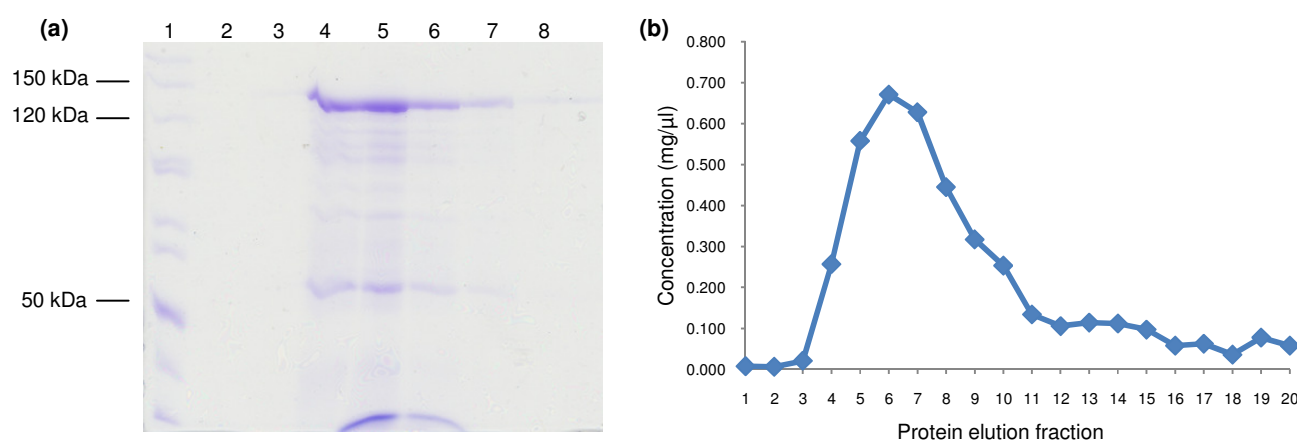 (a)
1 2 3 4 5 6 7 8
150 kDa
120 kDa
50 kDa
(b)
Concentration (mg/µl)
0.800
0.700
0.600
0.500
0.400
0.300
0.200
0.100
0.000
1 2 3 4 5 6 7 8 9 10 11 12 13 14 15 16 17 18 19 20
Protein elution fraction